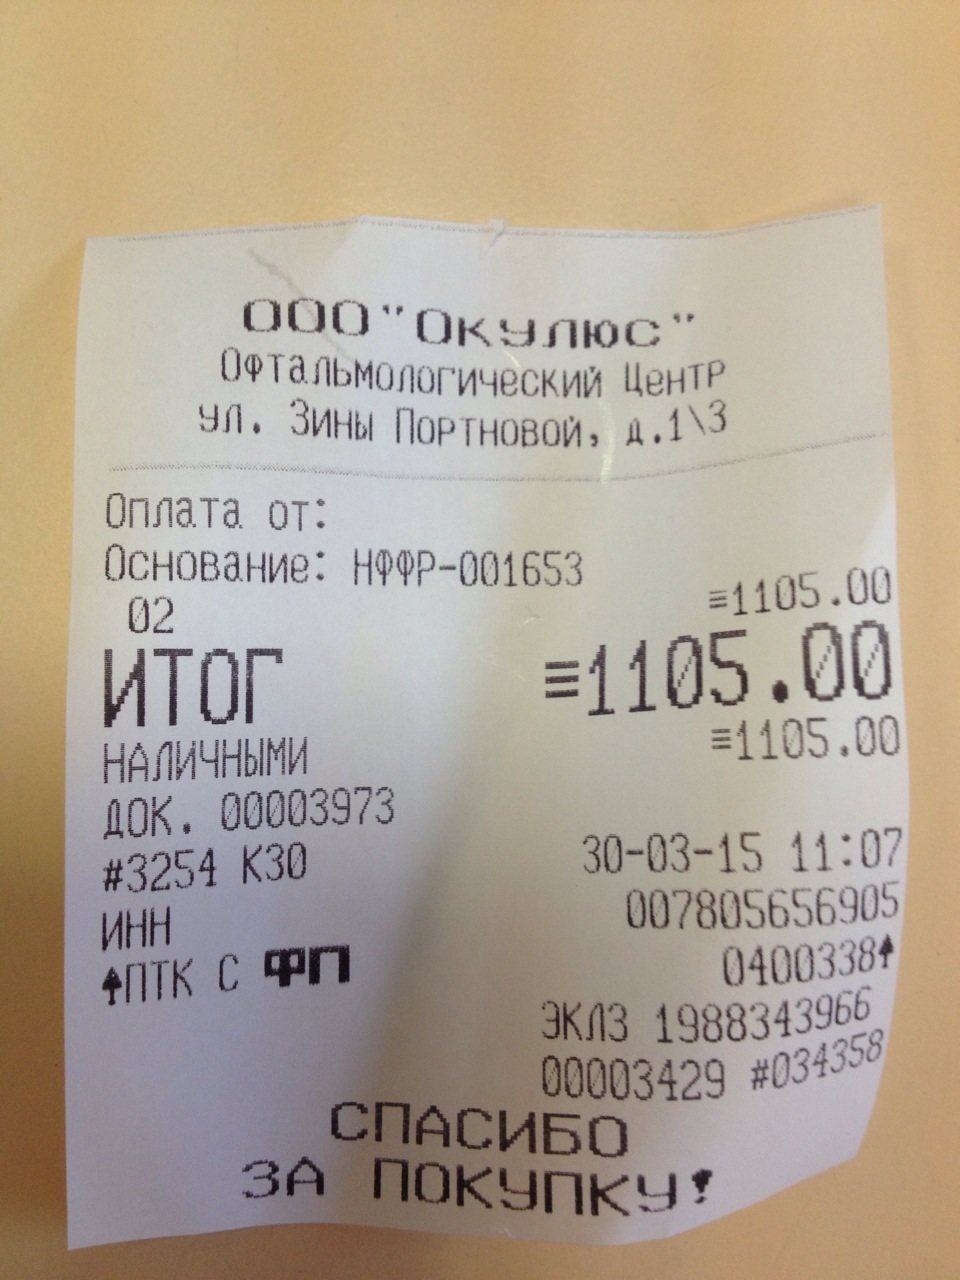 ООО "Окулюс"
Офтальмологический Центр
ул. Зины Портновой, д.1\3
Оплата от:
Основание: НФФР-001653
02 ≡1105.00
ИТОГ ≡1105.00
НАЛИЧНЫМИ ≡1105.00
ДОК. 00003973
#3254 К30 30-03-15 11:07
ИНН 007805656905
↑ПТК С ФП 0400338↑
ЭКЛЗ 1988343966
00003429 #034358
СПАСИБО
ЗА ПОКУПКУ!